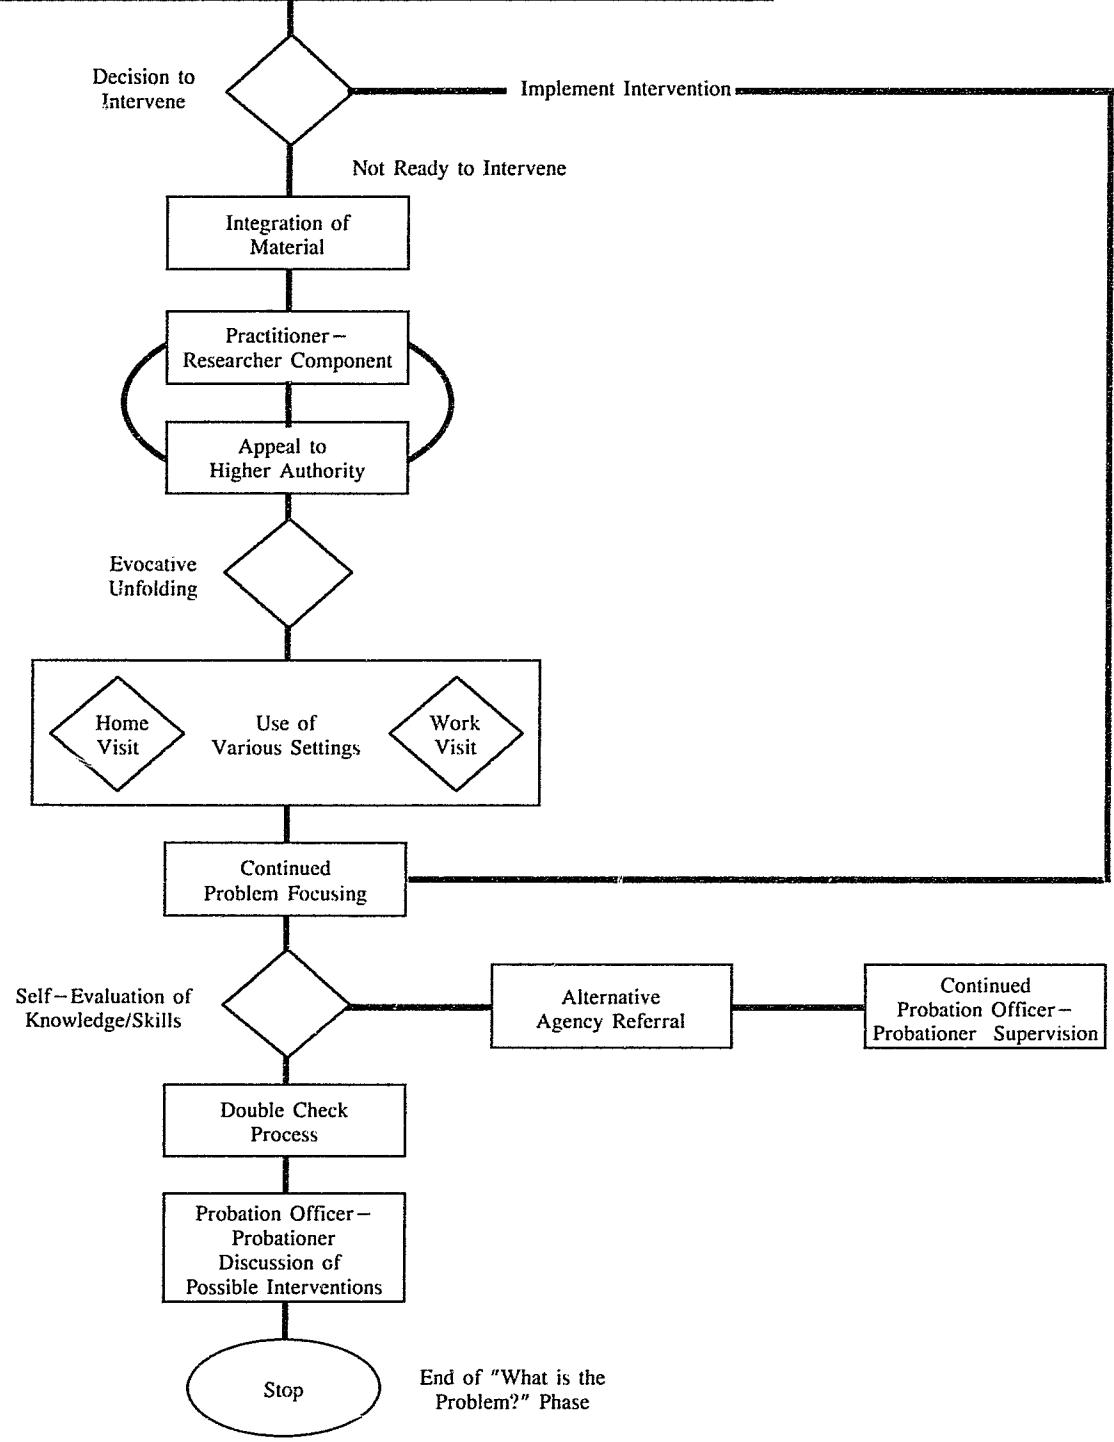 Decision to
Intervene
Implement Intervention
Not Ready to Intervene
Integration of
Material
Practitioner—
Researcher Component
Appeal to
Higher Authority
Evocative
Unfolding
Home
Visit
Use of
Various Settings
Work
Visit
Continued
Problem Focusing
Self—Evaluation of
Knowledge/Skills
Alternative
Agency Referral
Continued
Probation Officer—
Probationer Supervision
Double Check
Process
Probation Officer—
Probationer
Discussion of
Possible Interventions
Stop
End of "What is the
Problem?" Phase